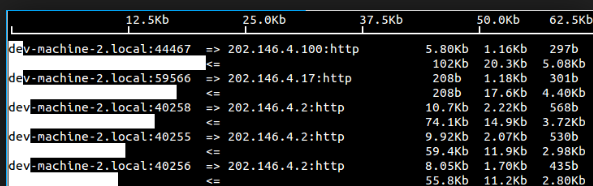 12.5Kb 25.0Kb 37.5Kb 50.0Kb 62.5Kb
dev-machine-2.local:44467 => 202.146.4.100:http 5.80Kb 1.16Kb 297b
<= 102Kb 20.3Kb 5.08Kb
dev-machine-2.local:59566 => 202.146.4.17:http 208b 1.18Kb 301b
<= 208b 17.6Kb 4.40Kb
dev-machine-2.local:40258 => 202.146.4.2:http 10.7Kb 2.22Kb 568b
<= 74.1Kb 14.9Kb 3.72Kb
dev-machine-2.local:40255 => 202.146.4.2:http 9.92Kb 2.07Kb 530b
<= 59.4Kb 11.9Kb 2.98Kb
dev-machine-2.local:40256 => 202.146.4.2:http 8.05Kb 1.70Kb 435b
<= 55.8Kb 11.2Kb 2.80Kb